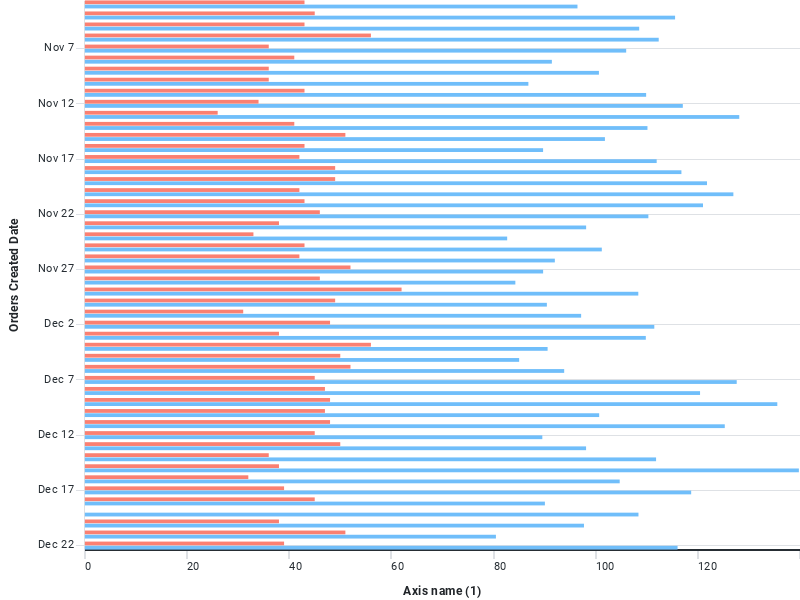 Nov 7
Nov 12
Nov 17
Nov 22
Nov 27
Dec 2
Dec 7
Dec 12
Dec 17
Dec 22
Orders Created Date
0 20 40 60 80 100 120
Axis name (1)